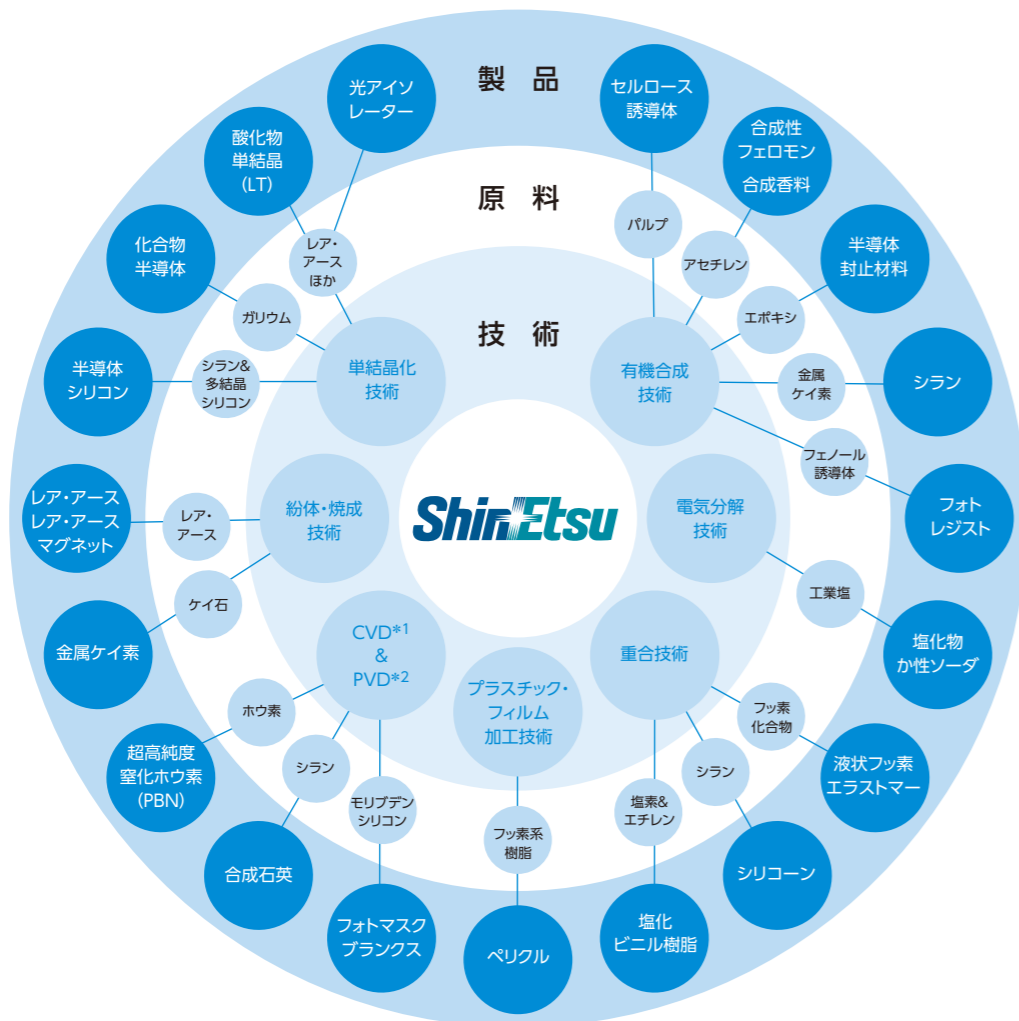 製 品
原 料
技 術
ShinEtsu
光アイソ
レーター
酸化物
単結晶
(LT)
レア・
アース
ほか
化合物
半導体
ガリウム
半導体
シリコン
シラン&
多結晶
シリコン
単結晶化
技術
セルロース
誘導体
パルプ
合成性
フェロモン
合成香料
アセチレン
半導体
封止材料
エポキシ
シラン
金属
ケイ素
フォト
レジスト
フェノール
誘導体
有機合成
技術
電気分解
技術
工業塩
塩化物
か性ソーダ
重合技術
フッ素
化合物
液状フッ素
エラストマー
シラン
シリコーン
塩素&
エチレン
塩化
ビニル樹脂
プラスチック・
フィルム
加工技術
フッ素系
樹脂
ペリクル
CVD*1
&
PVD*2
モリブデン
シリコン
フォトマスク
ブランクス
シラン
合成石英
ホウ素
超高純度
窒化ホウ素
(PBN)
紛体・焼成
技術
ケイ石
金属ケイ素
レア・
アース
レア・アース
レア・アース
マグネット